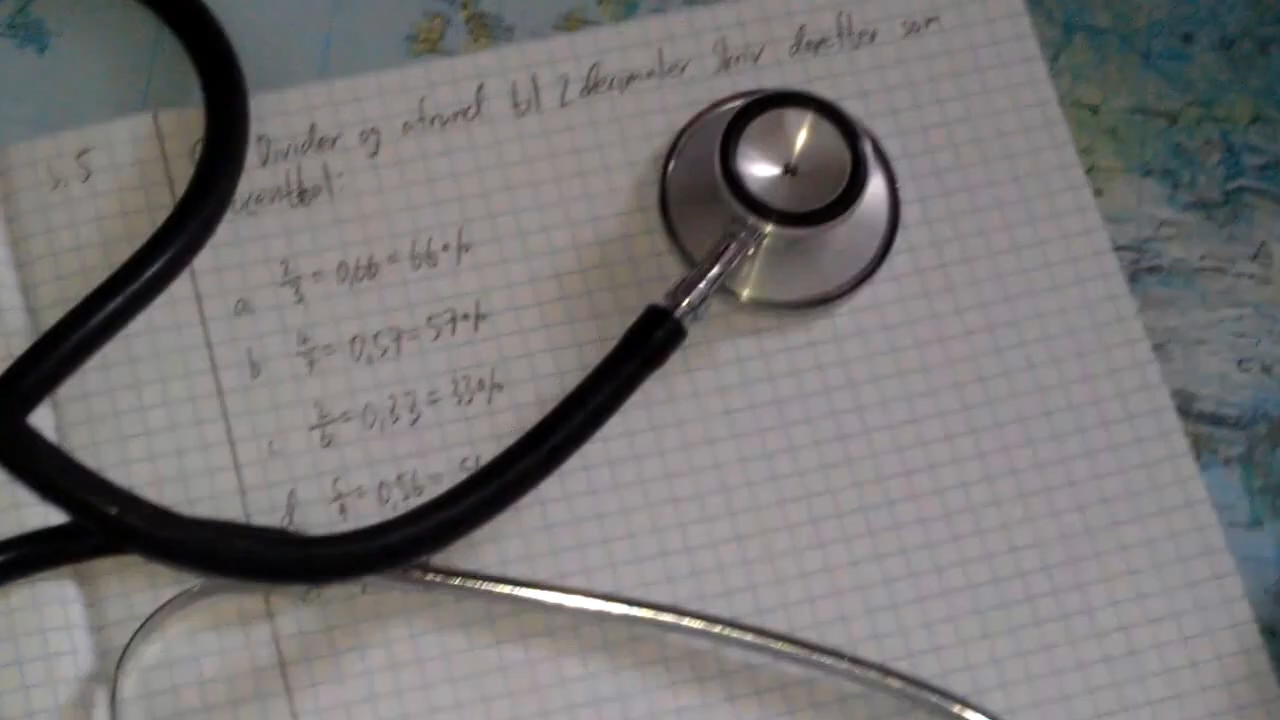 5.5
Divider og afrund til 2 decimaler Skriv derefter som
procenttal:
a 2/3 = 0,66 = 66%
b 4/7 = 0,57 = 57%
c 2/6 = 0,33 = 33%
d 5/9 = 0,56 =